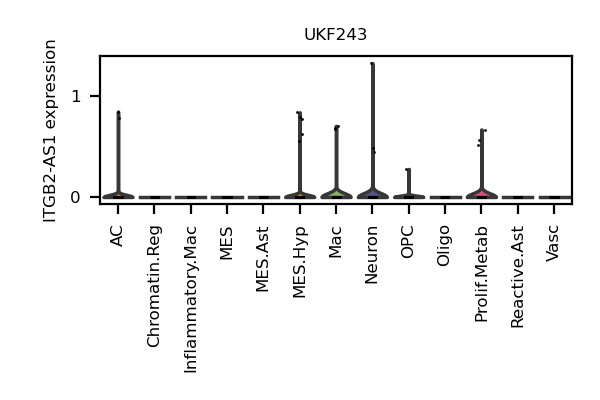 UKF243
ITGB2-AS1 expression
1
0
AC
Chromatin.Reg
Inflammatory.Mac
MES
MES.Ast
MES.Hyp
Mac
Neuron
OPC
Oligo
Prolif.Metab
Reactive.Ast
Vasc